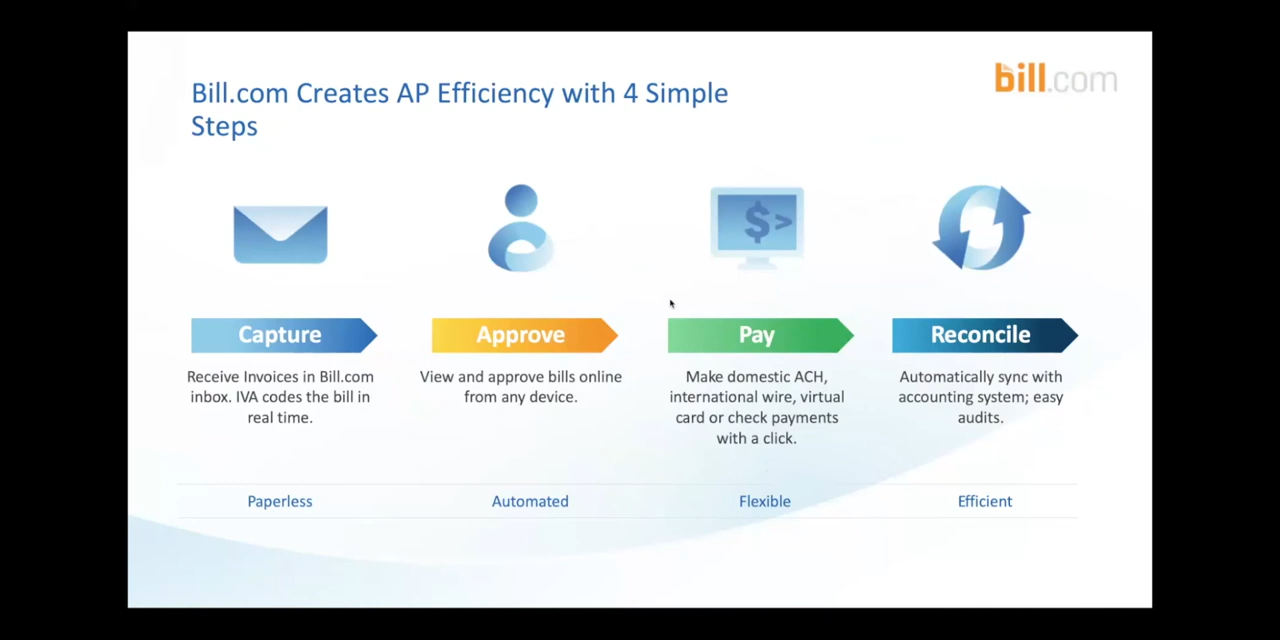 Bill.com Creates AP Efficiency with 4 Simple
Steps
bill.com
$>
Capture
Receive Invoices in Bill.com
inbox. IVA codes the bill in
real time.
Approve
View and approve bills online
from any device.
Pay
Make domestic ACH,
international wire, virtual
card or check payments
with a click.
Reconcile
Automatically sync with
accounting system; easy
audits.
Paperless
Automated
Flexible
Efficient